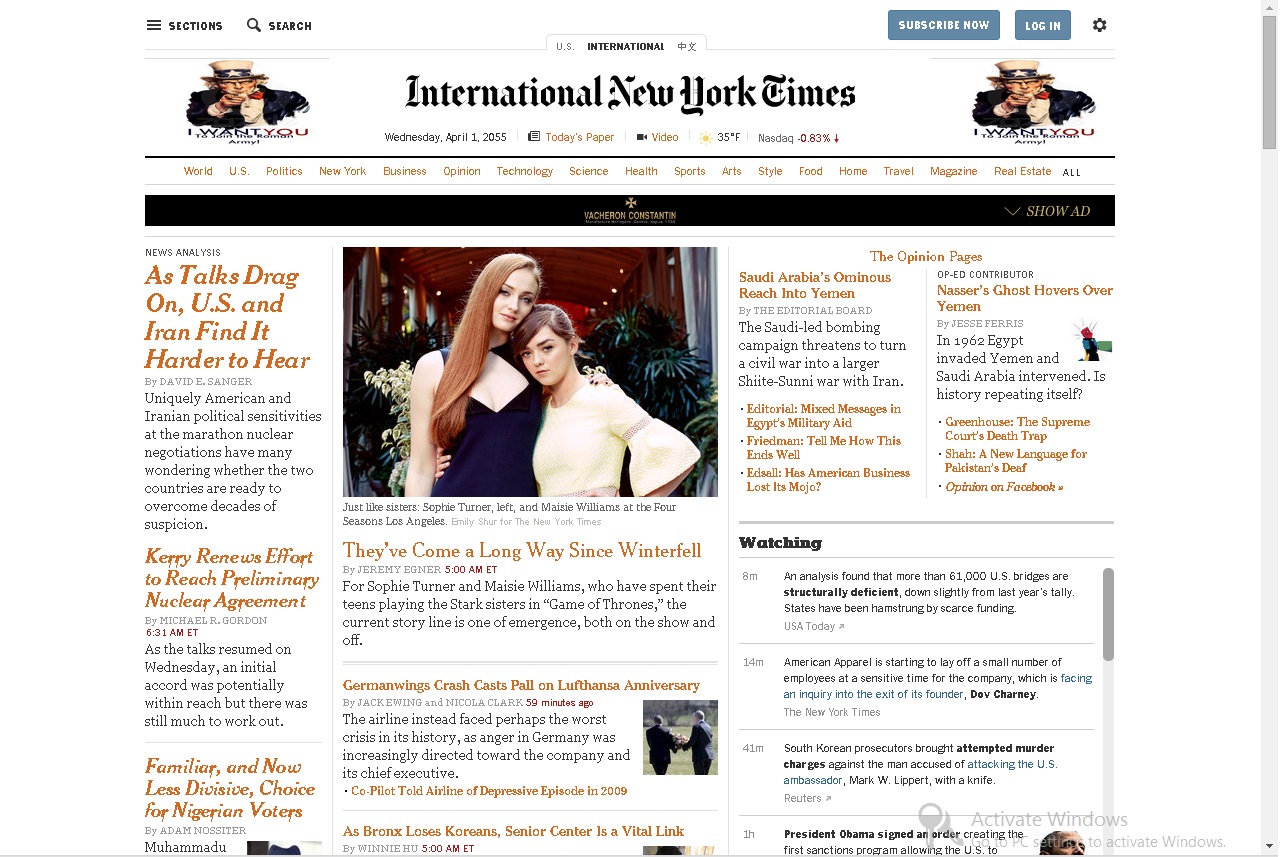 SECTIONS
SEARCH
SUBSCRIBE NOW
LOG IN
U.S.
INTERNATIONAL
中文
I WANT YOU
To Join the Roman
Army!
International New York Times
I WANT YOU
To Join the Roman
Army!
Wednesday, April 1, 2055
Today's Paper
Video
35°F
Nasdaq -0.83% ↓
World
U.S.
Politics
New York
Business
Opinion
Technology
Science
Health
Sports
Arts
Style
Food
Home
Travel
Magazine
Real Estate
ALL
VACHERON CONSTANTIN
SHOW AD
NEWS ANALYSIS
As Talks Drag
On, U.S. and
Iran Find It
Harder to Hear
By DAVID E. SANGER
Uniquely American and
Iranian political sensitivities
at the marathon nuclear
negotiations have many
wondering whether the two
countries are ready to
overcome decades of
suspicion.
Kerry Renews Effort
to Reach Preliminary
Nuclear Agreement
By MICHAEL R. GORDON
6:31 AM ET
As the talks resumed on
Wednesday, an initial
accord was potentially
within reach but there was
still much to work out.
Familiar, and Now
Less Divisive, Choice
for Nigerian Voters
By ADAM NOSSITER
Muhammadu
Just like sisters: Sophie Turner, left, and Maisie Williams at the Four
Seasons Los Angeles. Emily Shur for The New York Times
They've Come a Long Way Since Winterfell
By JEREMY EGNER 5:00 AM ET
For Sophie Turner and Maisie Williams, who have spent their
teens playing the Stark sisters in “Game of Thrones,” the
current story line is one of emergence, both on the show and
off.
Germanwings Crash Casts Pall on Lufthansa Anniversary
By JACK EWING and NICOLA CLARK 59 minutes ago
The airline instead faced perhaps the worst
crisis in its history, as anger in Germany was
increasingly directed toward the company and
its chief executive.
• Co-Pilot Told Airline of Depressive Episode in 2009
As Bronx Loses Koreans, Senior Center Is a Vital Link
By WINNIE HU 5:00 AM ET
The Opinion Pages
Saudi Arabia's Ominous
Reach Into Yemen
By THE EDITORIAL BOARD
The Saudi-led bombing
campaign threatens to turn
a civil war into a larger
Shiite-Sunni war with Iran.
• Editorial: Mixed Messages in
Egypt's Military Aid
• Friedman: Tell Me How This
Ends Well
• Edsall: Has American Business
Lost Its Mojo?
OP-ED CONTRIBUTOR
Nasser's Ghost Hovers Over
Yemen
By JESSE FERRIS
In 1962 Egypt
invaded Yemen and
Saudi Arabia intervened. Is
history repeating itself?
• Greenhouse: The Supreme
Court's Death Trap
• Shah: A New Language for
Pakistan's Deaf
• Opinion on Facebook »
Watching
8m
An analysis found that more than 61,000 U.S. bridges are
structurally deficient, down slightly from last year's tally.
States have been hamstrung by scarce funding.
USA Today ↗
14m
American Apparel is starting to lay off a small number of
employees at a sensitive time for the company, which is facing
an inquiry into the exit of its founder, Dov Charney.
The New York Times
41m
South Korean prosecutors brought attempted murder
charges against the man accused of attacking the U.S.
ambassador, Mark W. Lippert, with a knife.
Reuters ↗
1h
President Obama signed an order creating the
first sanctions program allowing the U.S. to
Activate Windows
Go to PC settings to activate Windows.